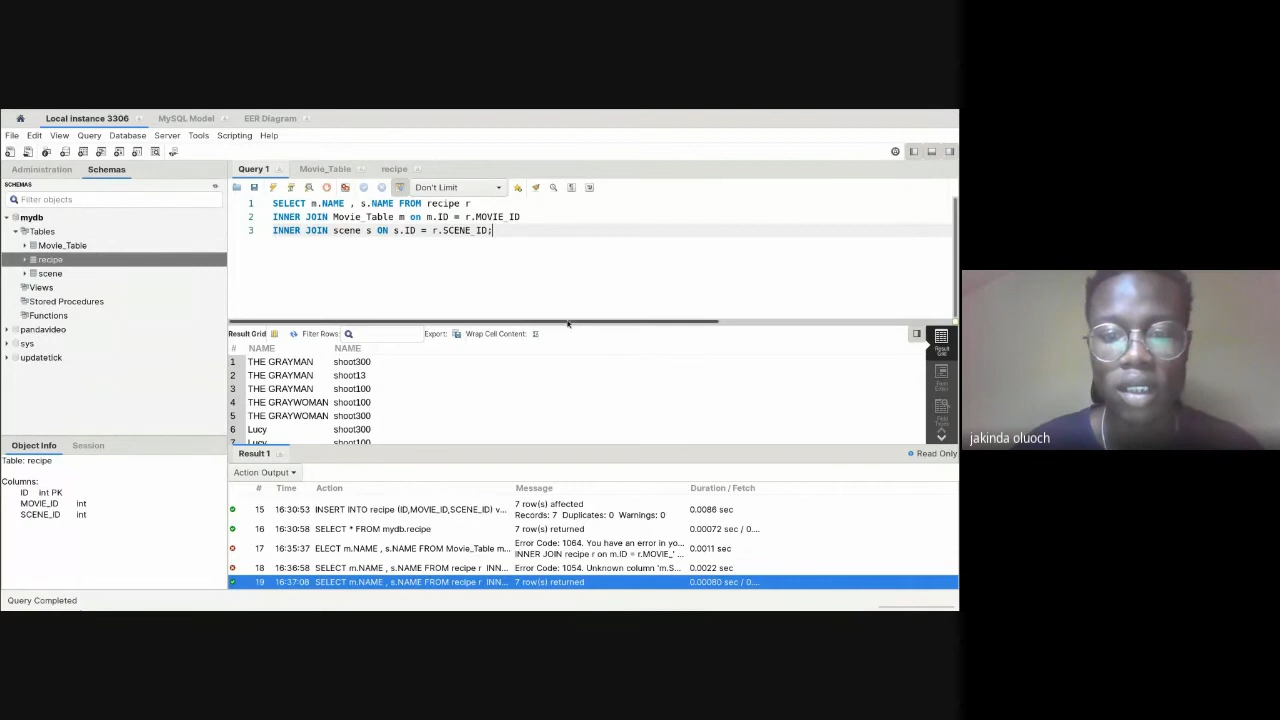 Local instance 3306 MySQL Model EER Diagram
File Edit View Query Database Server Tools Scripting Help
Administration Schemas
SCHEMAS
Filter objects
mydb
Tables
Movie_Table
recipe
scene
Views
Stored Procedures
Functions
pandavideo
sys
updatetick
Object Info Session
Table: recipe
Columns:
ID int PK
MOVIE_ID int
SCENE_ID int
Query Completed
Query 1 Movie_Table recipe
Don't Limit
1 SELECT m.NAME , s.NAME FROM recipe r
2 INNER JOIN Movie_Table m on m.ID = r.MOVIE_ID
3 INNER JOIN scene s ON s.ID = r.SCENE_ID;
Result Grid Filter Rows: Export: Wrap Cell Content:
# NAME NAME
1 THE GRAYMAN shoot300
2 THE GRAYMAN shoot13
3 THE GRAYMAN shoot100
4 THE GRAYWOMAN shoot100
5 THE GRAYWOMAN shoot300
6 Lucy shoot300
7 Lucy shoot100
Result
Grid
Form
Editor
Field
Types
Result 1 Read Only
Action Output
# Time Action Message Duration / Fetch
15 16:30:53 INSERT INTO recipe (ID,MOVIE_ID,SCENE_ID) v... 7 row(s) affected
Records: 7 Duplicates: 0 Warnings: 0 0.0086 sec
16 16:30:58 SELECT * FROM mydb.recipe 7 row(s) returned 0.00072 sec / 0....
17 16:35:37 ELECT m.NAME , s.NAME FROM Movie_Table m... Error Code: 1064. You have an error in yo...
INNER JOIN recipe r on m.ID = r.MOVIE_' ... 0.0011 sec
18 16:36:58 SELECT m.NAME , s.NAME FROM recipe r INN... Error Code: 1054. Unknown column 'm.S... 0.0022 sec
19 16:37:08 SELECT m.NAME , s.NAME FROM recipe r INN... 7 row(s) returned 0.00080 sec / 0....
jakinda oluoch